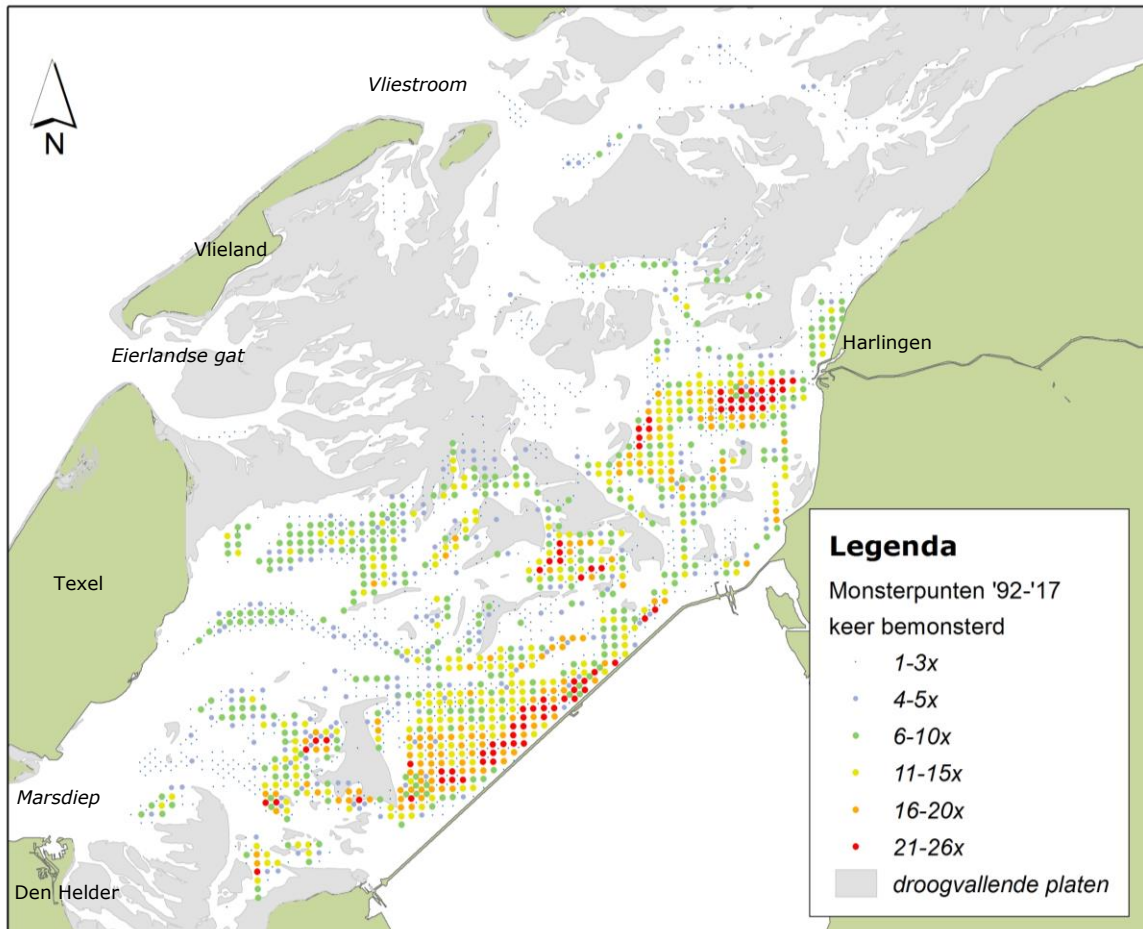 Vliestroom
N
Vlieland
Eierlandse gat
Harlingen
Texel
Marsdiep
Den Helder
Legenda
Monsterpunten '92-'17
keer bemonsterd
1-3x
4-5x
6-10x
11-15x
16-20x
21-26x
droogvallende platen